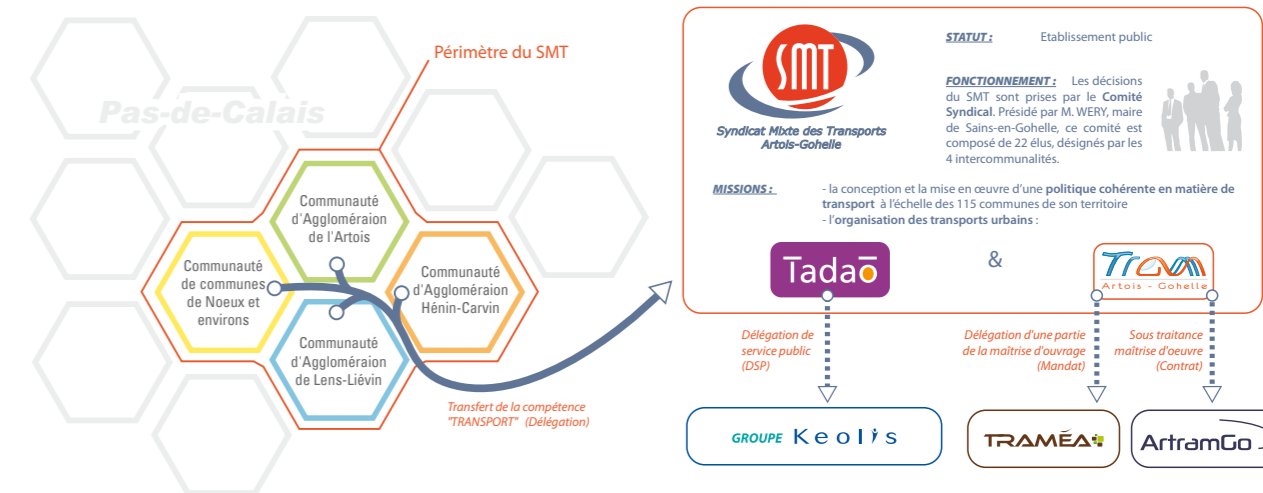 Périmètre du SMT
Pas-de-Calais
Communauté
d'Aggloméraion
de l'Artois
Communauté
de communes
de Noeux et
environs
Communauté
d'Aggloméraion
Hénin-Carvin
Communauté
d'Aggloméraion
de Lens-Liévin
Transfert de la compétence
"TRANSPORT" (Délégation)
SMT
Syndicat Mixte des Transports
Artois-Gohelle
STATUT : Etablissement public
FONCTIONNEMENT : Les décisions
du SMT sont prises par le Comité
Syndical. Présidé par M. WERY, maire
de Sains-en-Gohelle, ce comité est
composé de 22 élus, désignés par les
4 intercommunalités.
MISSIONS : - la conception et la mise en œuvre d'une politique cohérente en matière de
transport à l'échelle des 115 communes de son territoire
- l'organisation des transports urbains :
Tadao
&
Tram
Artois - Gohelle
Délégation de
service public
(DSP)
Délégation d'une partie
de la maîtrise d'ouvrage
(Mandat)
Sous traitance
maîtrise d'oeuvre
(Contrat)
GROUPE Keolis
TRAMÉA
ArtramGo